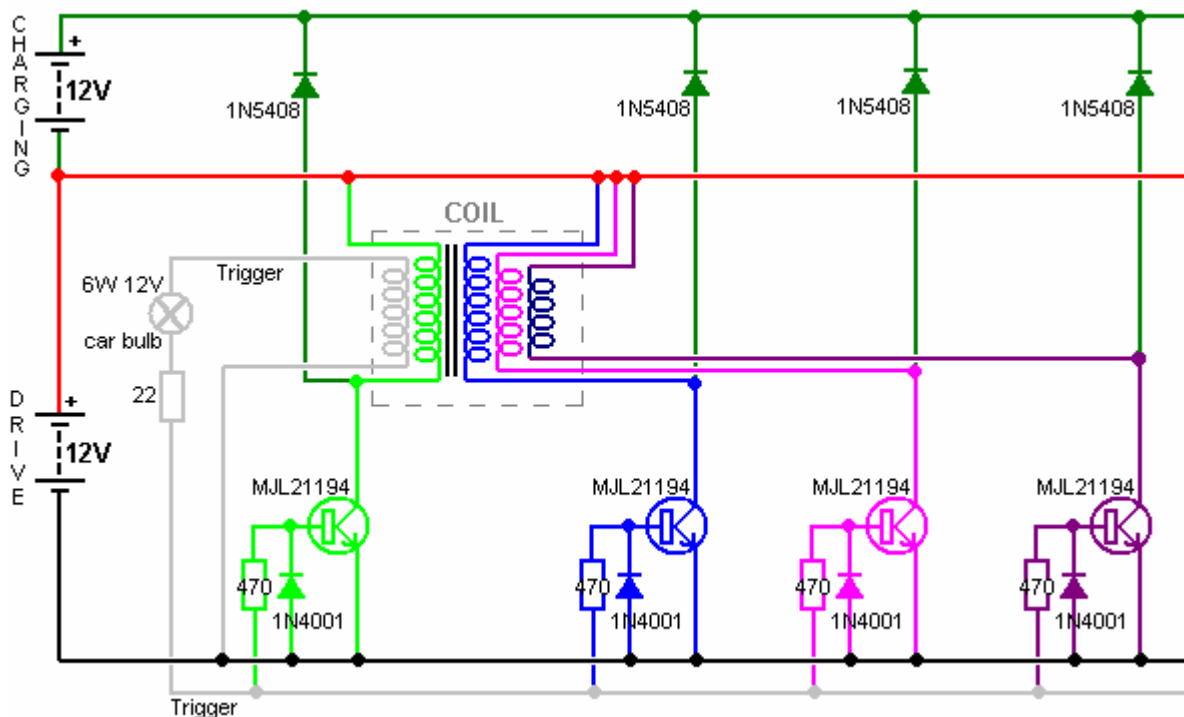 CHARGING
+
12V
1N5408
1N5408
1N5408
1N5408
COIL
Trigger
6W 12V
car bulb
22
DRIVE
+
12V
MJL21194
MJL21194
MJL21194
MJL21194
470
470
470
470
1N4001
1N4001
1N4001
1N4001
Trigger